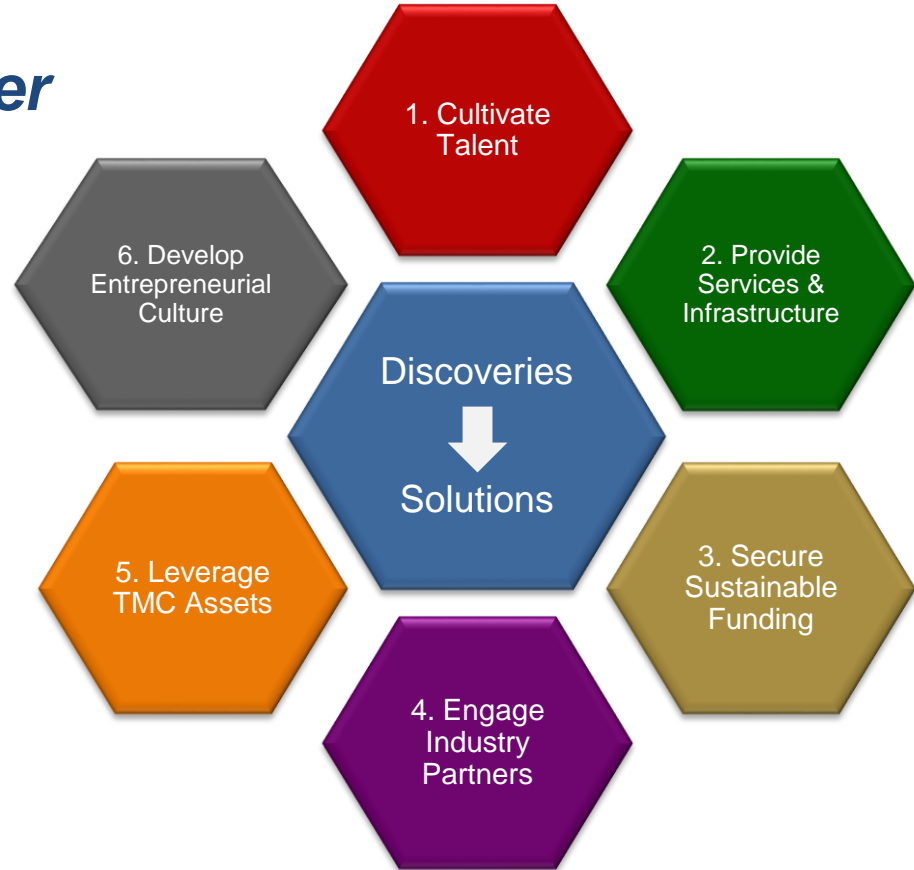 er
1. Cultivate
Talent
2. Provide
Services &
Infrastructure
3. Secure
Sustainable
Funding
4. Engage
Industry
Partners
5. Leverage
TMC Assets
6. Develop
Entrepreneurial
Culture
Discoveries
Solutions